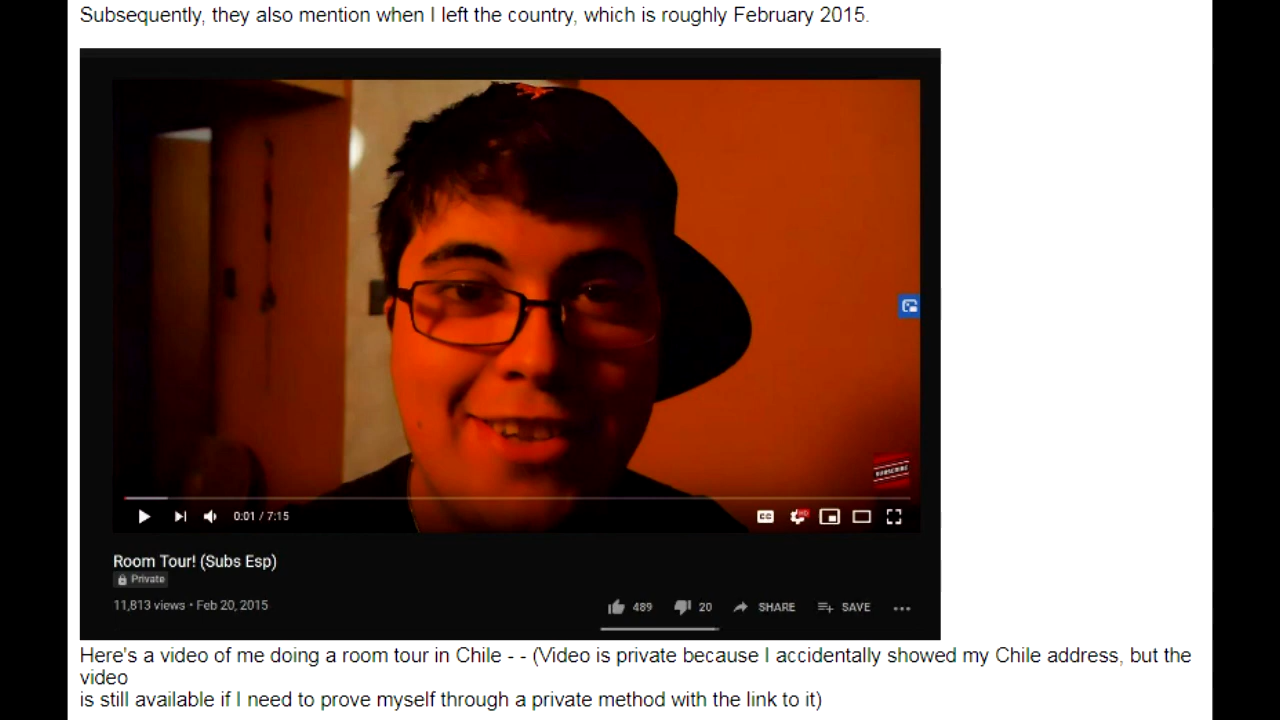 Subsequently, they also mention when I left the country, which is roughly February 2015.
SUBSCRIBE
0:01 / 7:15
CC
HD
Room Tour! (Subs Esp)
Private
11,813 views • Feb 20, 2015
489
20
SHARE
SAVE
Here's a video of me doing a room tour in Chile - - (Video is private because I accidentally showed my Chile address, but the
video
is still available if I need to prove myself through a private method with the link to it)